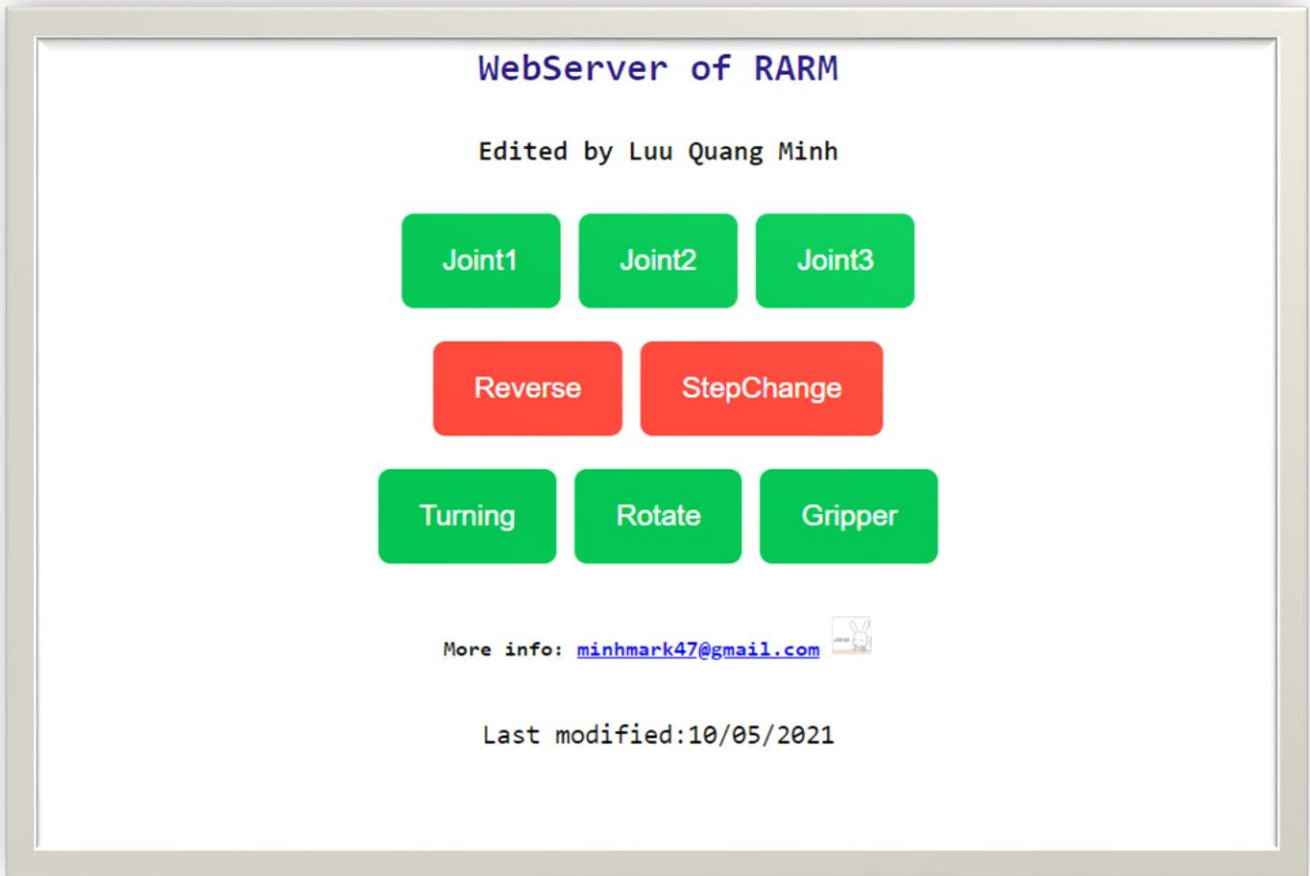 WebServer of RARM
Edited by Luu Quang Minh
Joint1 Joint2 Joint3
Reverse StepChange
Turning Rotate Gripper
More info: minhmark47@gmail.com
Last modified:10/05/2021